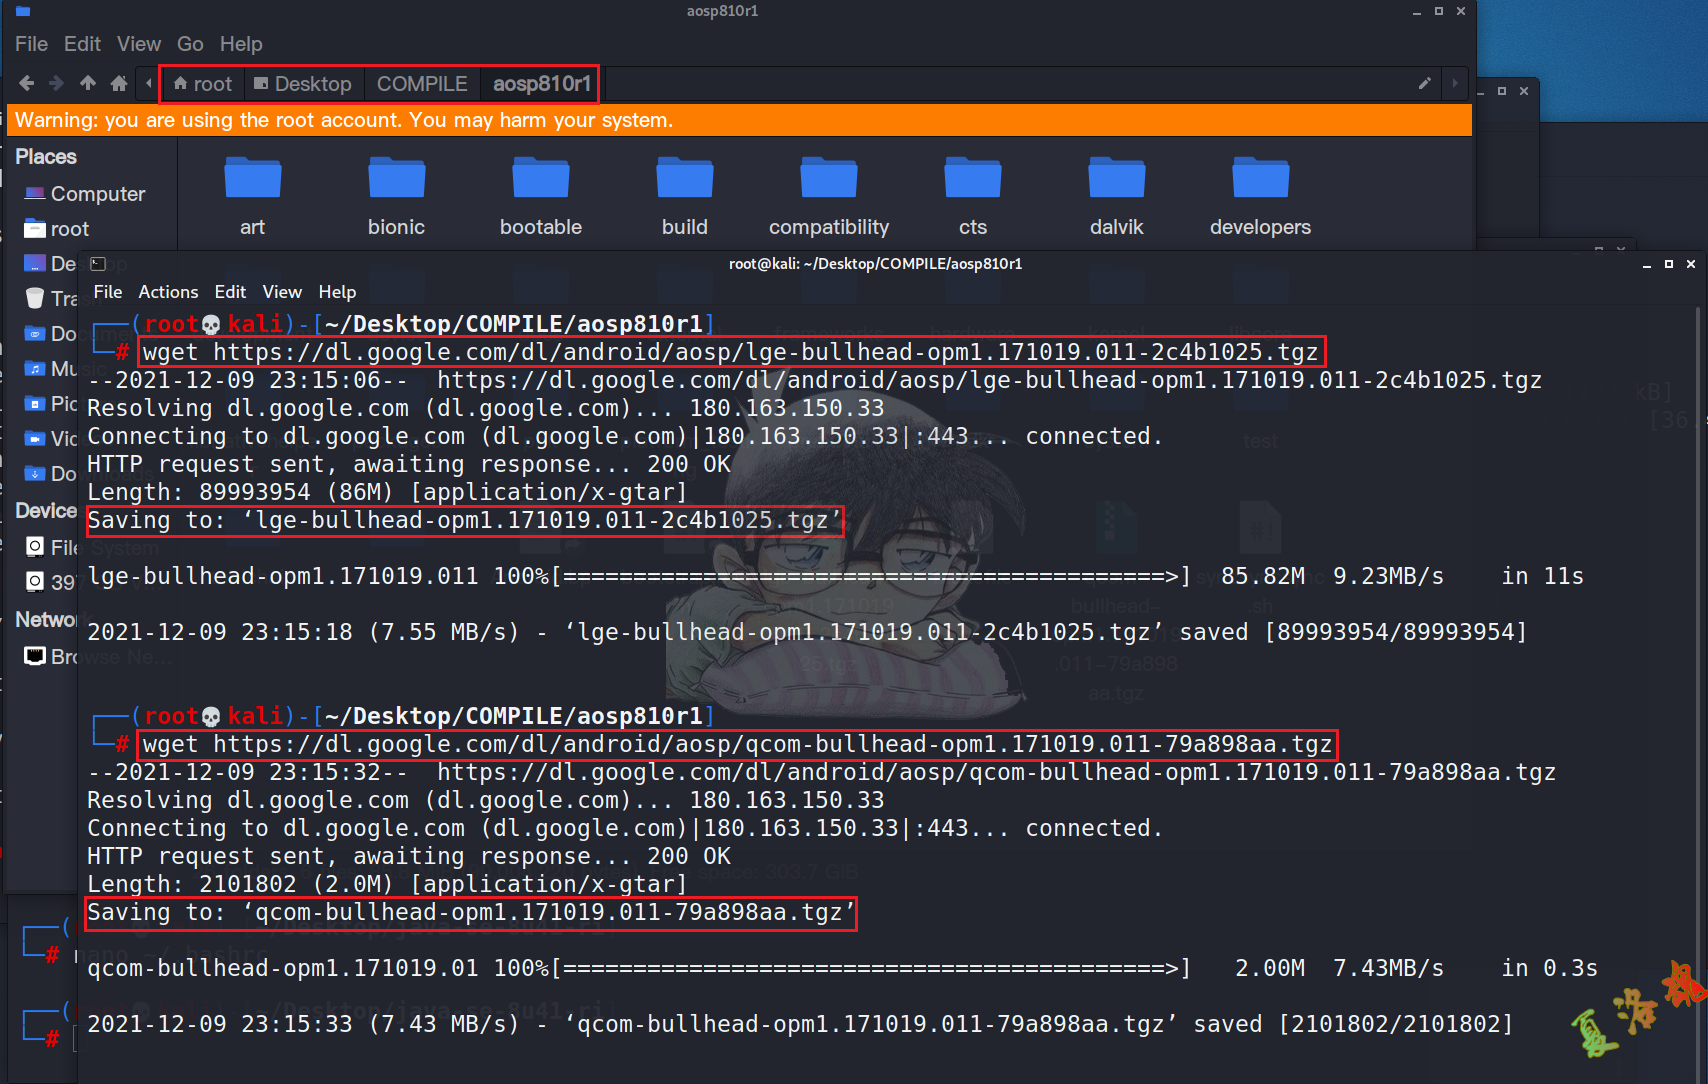 aosp810r1
File Edit View Go Help
root Desktop COMPILE aosp810r1
Warning: you are using the root account. You may harm your system.
Places
Computer
root
Desktop
art bionic bootable build compatibility cts dalvik developers
root@kali: ~/Desktop/COMPILE/aosp810r1
File Actions Edit View Help
┌──(root💀kali)-[~/Desktop/COMPILE/aosp810r1]
└─# wget https://dl.google.com/dl/android/aosp/lge-bullhead-opm1.171019.011-2c4b1025.tgz
--2021-12-09 23:15:06--  https://dl.google.com/dl/android/aosp/lge-bullhead-opm1.171019.011-2c4b1025.tgz
Resolving dl.google.com (dl.google.com)... 180.163.150.33
Connecting to dl.google.com (dl.google.com)|180.163.150.33|:443... connected.
HTTP request sent, awaiting response... 200 OK
Length: 89993954 (86M) [application/x-gtar]
Saving to: ‘lge-bullhead-opm1.171019.011-2c4b1025.tgz’
lge-bullhead-opm1.171019.011 100%[===========================================>]  85.82M  9.23MB/s    in 11s
2021-12-09 23:15:18 (7.55 MB/s) - ‘lge-bullhead-opm1.171019.011-2c4b1025.tgz’ saved [89993954/89993954]
┌──(root💀kali)-[~/Desktop/COMPILE/aosp810r1]
└─# wget https://dl.google.com/dl/android/aosp/qcom-bullhead-opm1.171019.011-79a898aa.tgz
--2021-12-09 23:15:32--  https://dl.google.com/dl/android/aosp/qcom-bullhead-opm1.171019.011-79a898aa.tgz
Resolving dl.google.com (dl.google.com)... 180.163.150.33
Connecting to dl.google.com (dl.google.com)|180.163.150.33|:443... connected.
HTTP request sent, awaiting response... 200 OK
Length: 2101802 (2.0M) [application/x-gtar]
Saving to: ‘qcom-bullhead-opm1.171019.011-79a898aa.tgz’
qcom-bullhead-opm1.171019.01 100%[===========================================>]   2.00M  7.43MB/s    in 0.3s
2021-12-09 23:15:33 (7.43 MB/s) - ‘qcom-bullhead-opm1.171019.011-79a898aa.tgz’ saved [2101802/2101802]
Trash
Documents
Music
Devices
File System
Network
Browse Ne...
test
夏洛